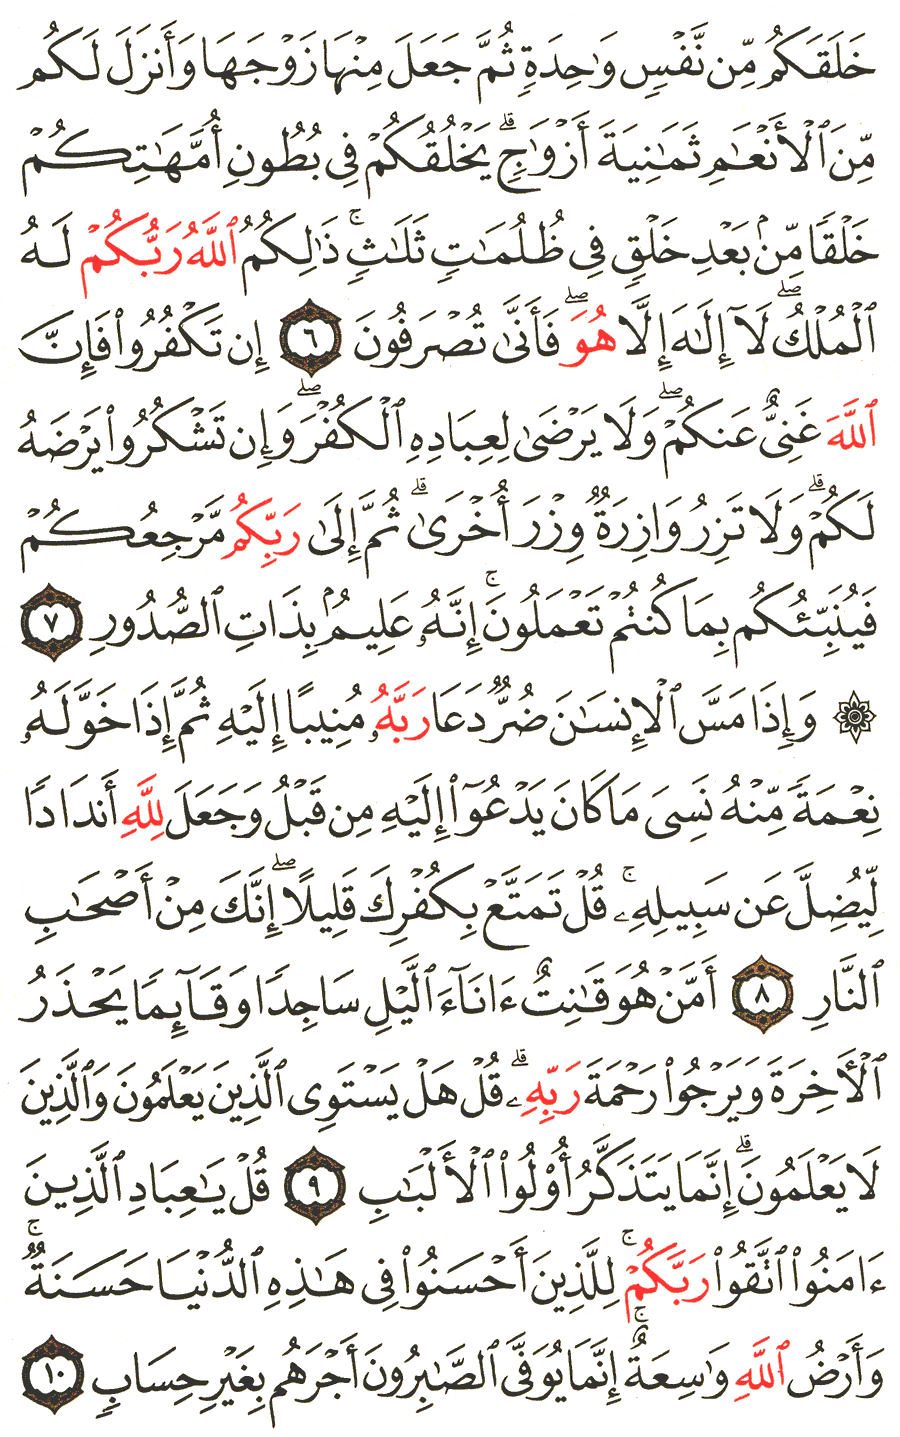 خَلَقَكُم مِّن نَّفْسٍ وَٰحِدَةٍ ثُمَّ جَعَلَ مِنْهَا زَوْجَهَا وَأَنزَلَ لَكُم
مِّنَ ٱلْأَنْعَٰمِ ثَمَٰنِيَةَ أَزْوَٰجٍ ۚ يَخْلُقُكُمْ فِى بُطُونِ أُمَّهَٰتِكُمْ
خَلْقًا مِّنۢ بَعْدِ خَلْقٍ فِى ظُلُمَٰتٍ ثَلَٰثٍ ۚ ذَٰلِكُمُ ٱللَّهُ رَبُّكُمْ لَهُ
ٱلْمُلْكُ ۖ لَآ إِلَٰهَ إِلَّا هُوَ ۖ فَأَنَّىٰ تُصْرَفُونَ ٦ إِن تَكْفُرُوا۟ فَإِنَّ
ٱللَّهَ غَنِىٌّ عَنكُمْ ۖ وَلَا يَرْضَىٰ لِعِبَادِهِ ٱلْكُفْرَ ۖ وَإِن تَشْكُرُوا۟ يَرْضَهُ
لَكُمْ ۗ وَلَا تَزِرُ وَازِرَةٌ وِزْرَ أُخْرَىٰ ۗ ثُمَّ إِلَىٰ رَبِّكُم مَّرْجِعُكُمْ
فَيُنَبِّئُكُم بِمَا كُنتُمْ تَعْمَلُونَ ۚ إِنَّهُۥ عَلِيمٌۢ بِذَاتِ ٱلصُّدُورِ ٧
۞ وَإِذَا مَسَّ ٱلْإِنسَٰنَ ضُرٌّ دَعَا رَبَّهُۥ مُنِيبًا إِلَيْهِ ثُمَّ إِذَا خَوَّلَهُۥ
نِعْمَةً مِّنْهُ نَسِىَ مَا كَانَ يَدْعُوٓا۟ إِلَيْهِ مِن قَبْلُ وَجَعَلَ لِلَّهِ أَندَادًا
لِّيُضِلَّ عَن سَبِيلِهِۦ ۚ قُلْ تَمَتَّعْ بِكُفْرِكَ قَلِيلًا ۖ إِنَّكَ مِنْ أَصْحَٰبِ
ٱلنَّارِ ٨ أَمَّنْ هُوَ قَٰنِتٌ ءَانَآءَ ٱلَّيْلِ سَاجِدًا وَقَآئِمًا يَحْذَرُ
ٱلْءَاخِرَةَ وَيَرْجُوا۟ رَحْمَةَ رَبِّهِۦ ۗ قُلْ هَلْ يَسْتَوِى ٱلَّذِينَ يَعْلَمُونَ وَٱلَّذِينَ
لَا يَعْلَمُونَ ۗ إِنَّمَا يَتَذَكَّرُ أُو۟لُوا۟ ٱلْأَلْبَٰبِ ٩ قُلْ يَٰعِبَادِ ٱلَّذِينَ
ءَامَنُوا۟ ٱتَّقُوا۟ رَبَّكُمْ ۚ لِلَّذِينَ أَحْسَنُوا۟ فِى هَٰذِهِ ٱلدُّنْيَا حَسَنَةٌ ۗ
وَأَرْضُ ٱللَّهِ وَٰسِعَةٌ ۗ إِنَّمَا يُوَفَّى ٱلصَّٰبِرُونَ أَجْرَهُم بِغَيْرِ حِسَابٍ ١٠